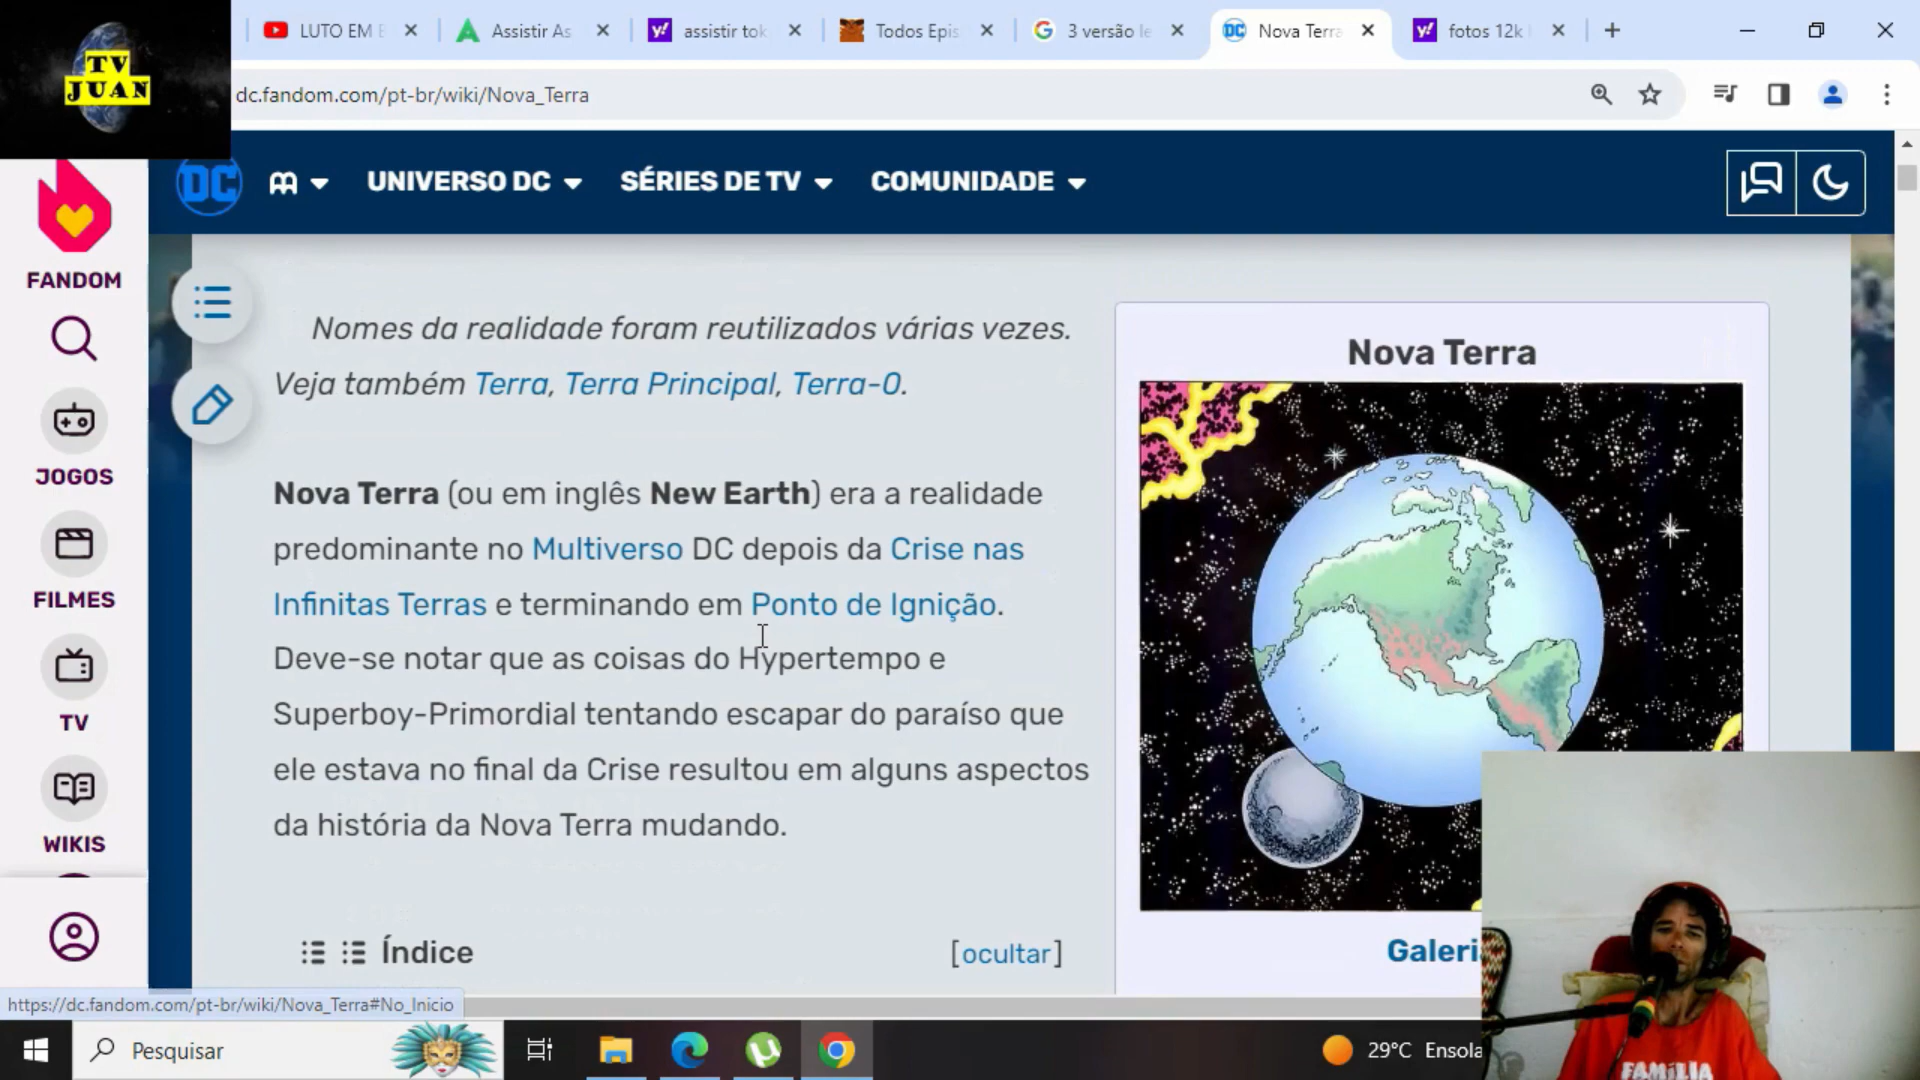 TV
JUAN
LUTO EM E
Assistir As
assistir tok
Todos Epis
3 versão le
Nova Terra
fotos 12k
dc.fandom.com/pt-br/wiki/Nova_Terra
DC
UNIVERSO DC
SÉRIES DE TV
COMUNIDADE
FANDOM
JOGOS
FILMES
TV
WIKIS
Nomes da realidade foram reutilizados várias vezes.
Veja também Terra, Terra Principal, Terra-0.
Nova Terra (ou em inglês New Earth) era a realidade
predominante no Multiverso DC depois da Crise nas
Infinitas Terras e terminando em Ponto de Ignição.
Deve-se notar que as coisas do Hypertempo e
Superboy-Primordial tentando escapar do paraíso que
ele estava no final da Crise resultou em alguns aspectos
da história da Nova Terra mudando.
Índice [ocultar]
Nova Terra
Galeri
https://dc.fandom.com/pt-br/wiki/Nova_Terra#No_Inicio
Pesquisar
29°C Ensola
FAMíLIA